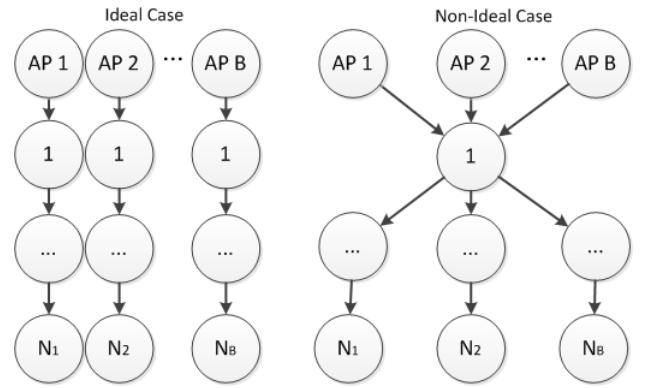 Ideal Case
AP 1 AP 2 ... AP B
1 1 1
... ... ...
N1 N2 NB
Non-Ideal Case
AP 1 AP 2 ... AP B
1
... ... ...
N1 N2 NB